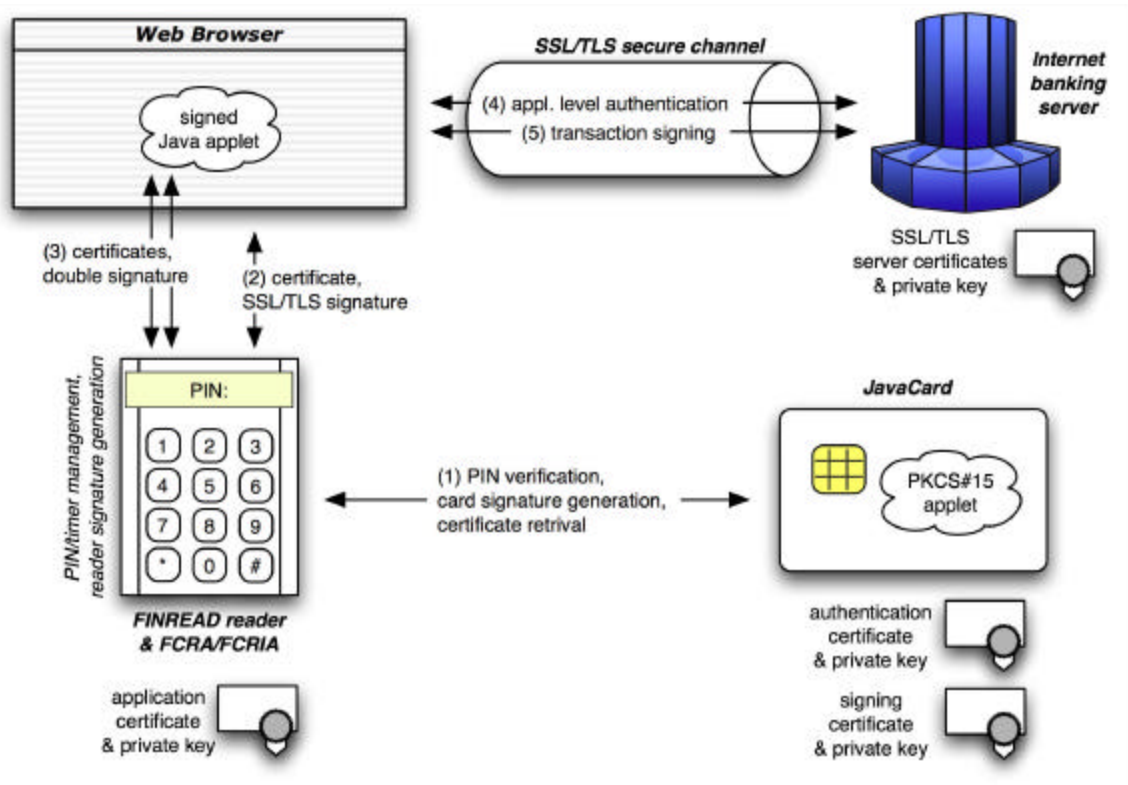 Web Browser
signed
Java applet
SSL/TLS secure channel
(4) appl. level authentication
(5) transaction signing
Internet
banking
server
SSL/TLS
server certificates
& private key
(3) certificates,
double signature
(2) certificate,
SSL/TLS signature
PIN/timer management,
reader signature generation
PIN:
1 2 3
4 5 6
7 8 9
* 0 #
FINREAD reader
& FCRA/FCRIA
application
certificate
& private key
(1) PIN verification,
card signature generation,
certificate retrival
JavaCard
PKCS#15
applet
authentication
certificate
& private key
signing
certificate
& private key